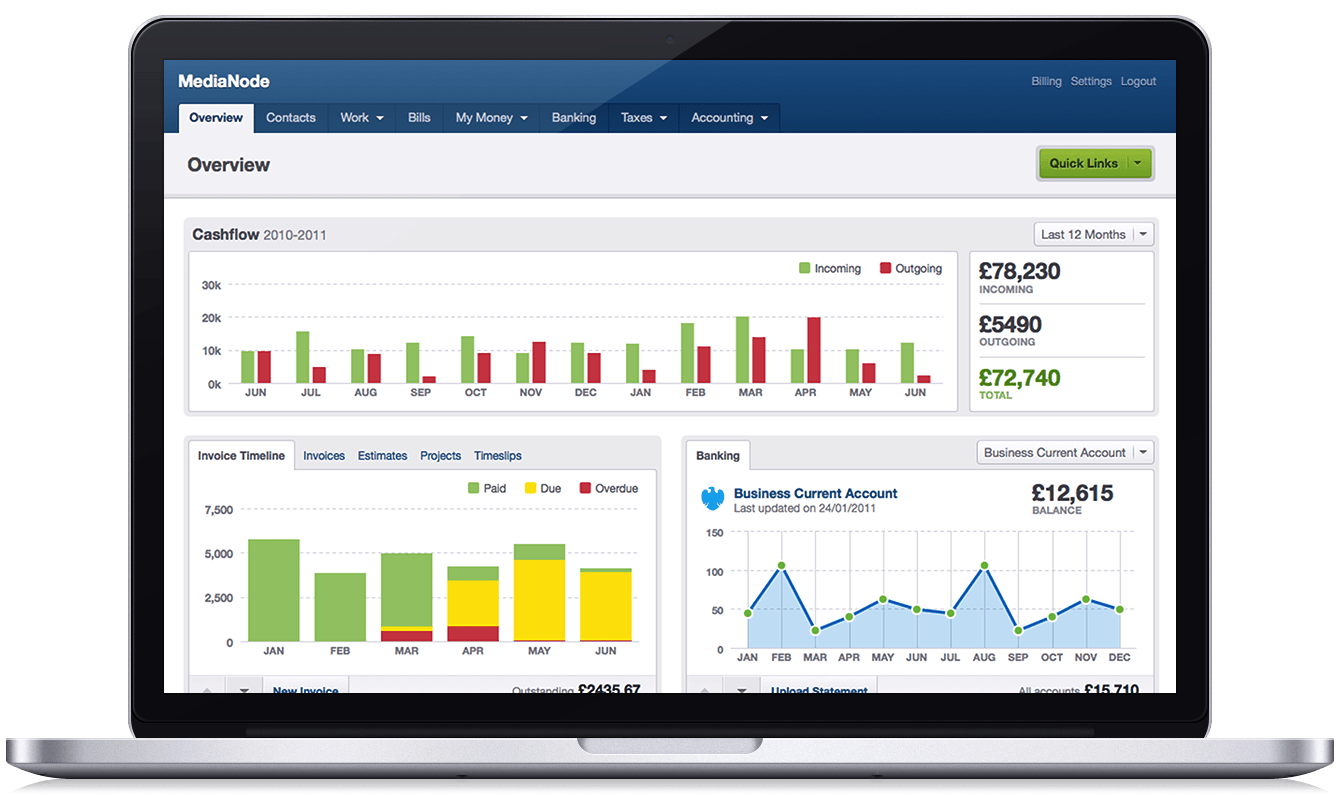 MediaNode
Billing Settings Logout
Overview Contacts Work Bills My Money Banking Taxes Accounting
Overview
Quick Links
Cashflow 2010-2011
Last 12 Months
Incoming Outgoing
30k
20k
10k
0k
JUN JUL AUG SEP OCT NOV DEC JAN FEB MAR APR MAY JUN
£78,230
INCOMING
£5490
OUTGOING
£72,740
TOTAL
Invoice Timeline Invoices Estimates Projects Timeslips
Paid Due Overdue
7,500
5,000
2,500
0
JAN FEB MAR APR MAY JUN
New Invoice Outstanding £2435.67
Banking
Business Current Account
Business Current Account
Last updated on 24/01/2011
£12,615
BALANCE
150
100
50
0
JAN FEB MAR APR MAY JUN JUL AUG SEP OCT NOV DEC
Upload Statement All accounts £15,710